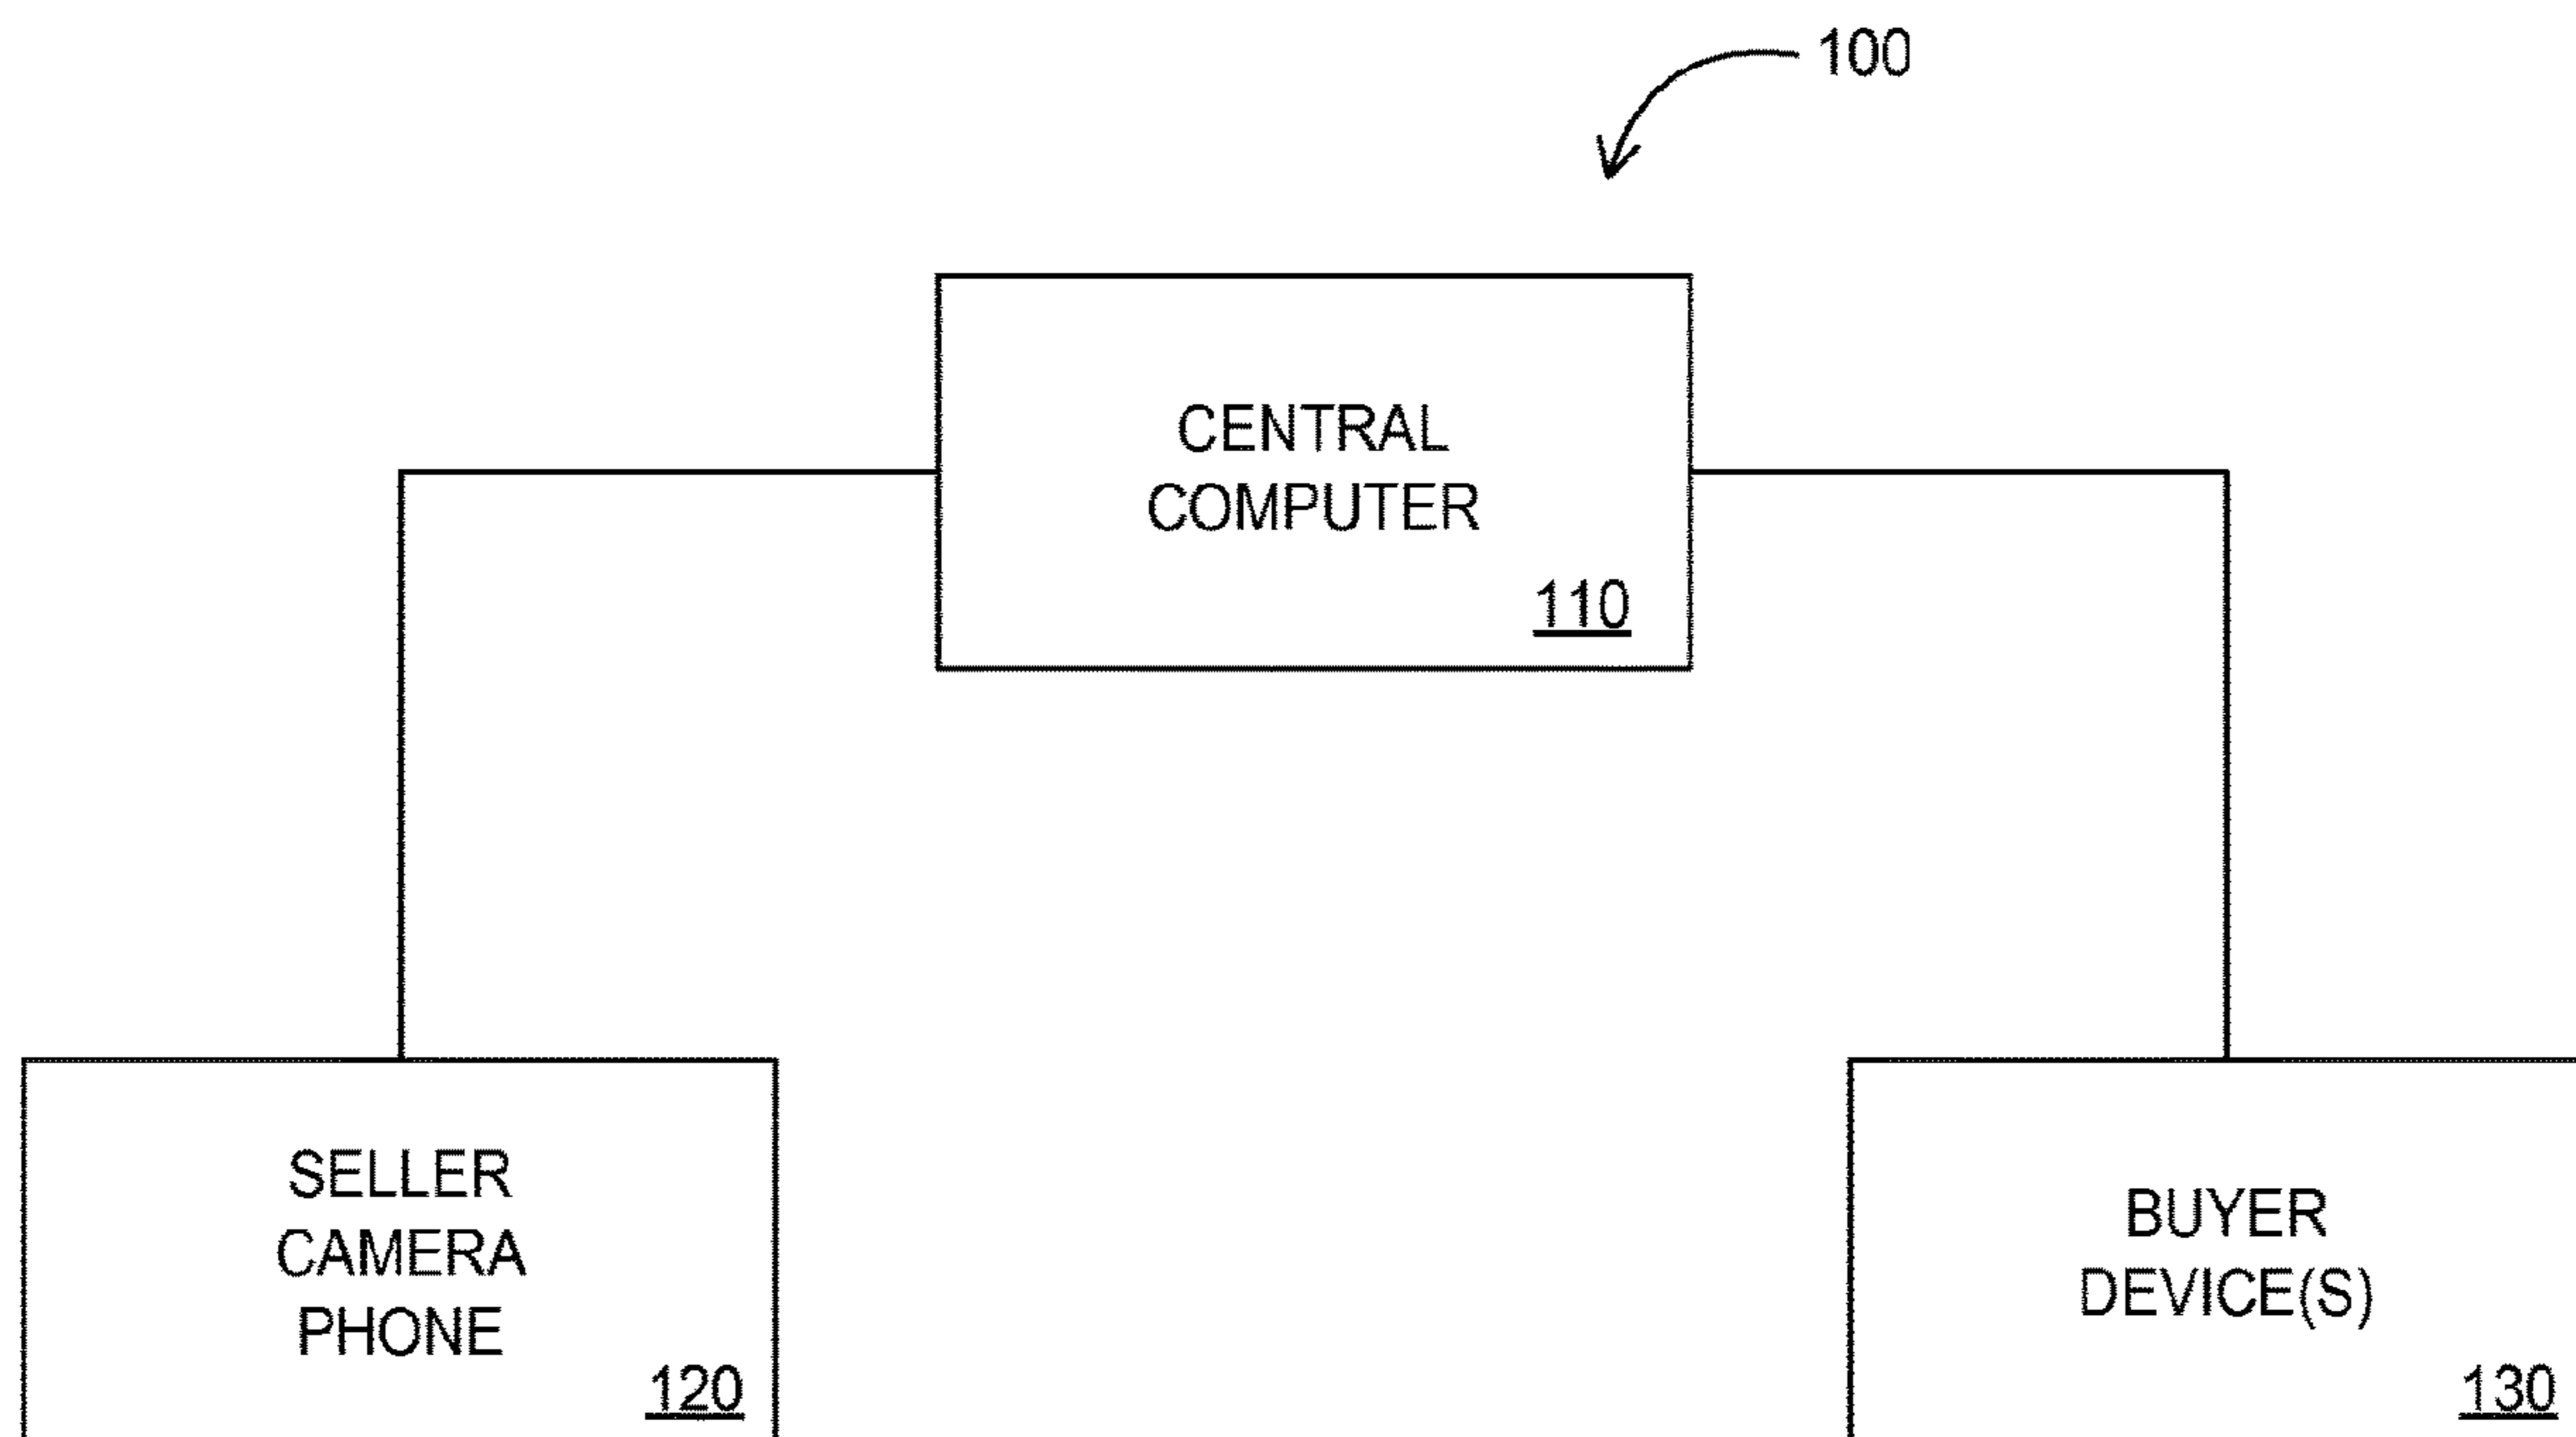 100
CENTRAL
COMPUTER
110
SELLER
CAMERA
PHONE
120
BUYER
DEVICE(S)
130